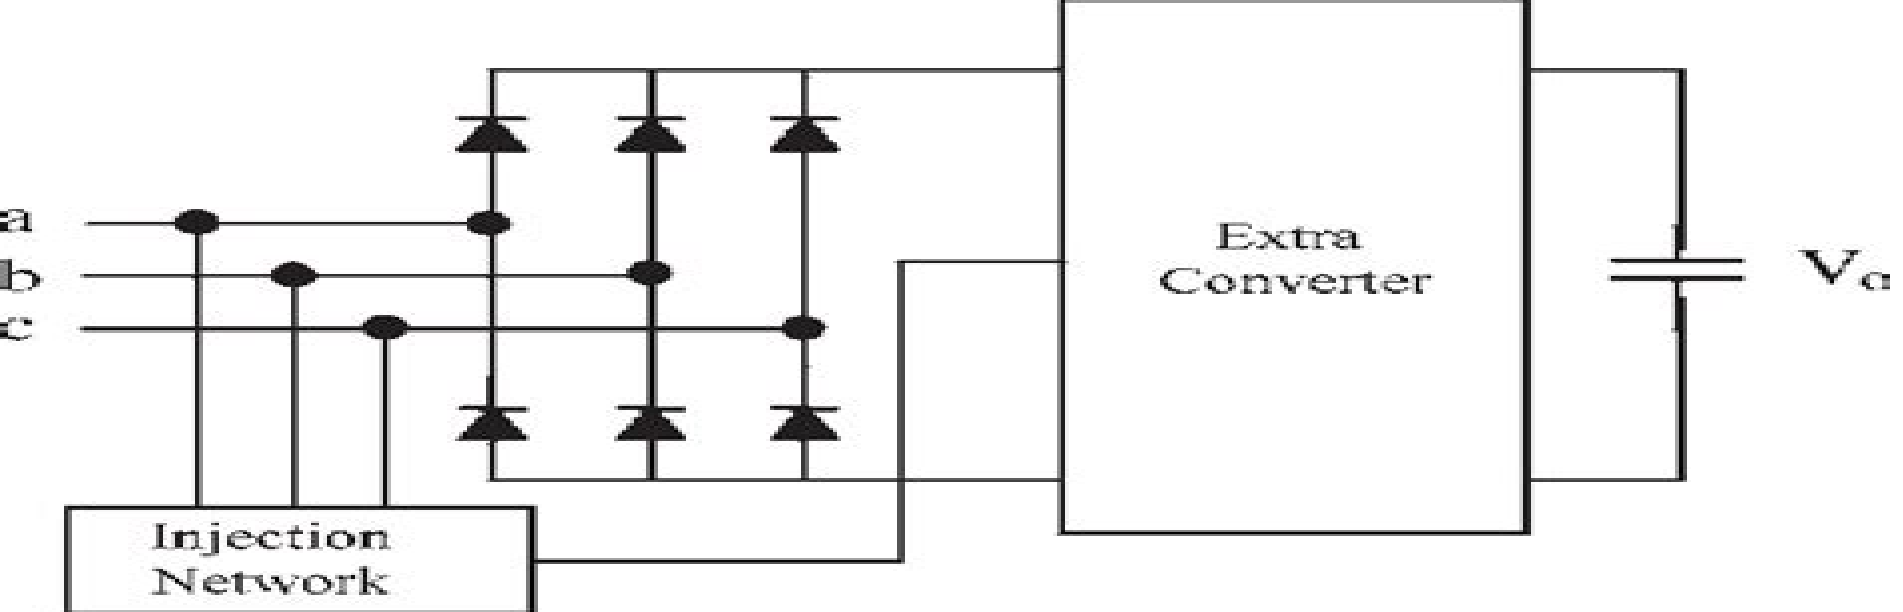 a
b
c
Extra
Converter
V
Injection
Network